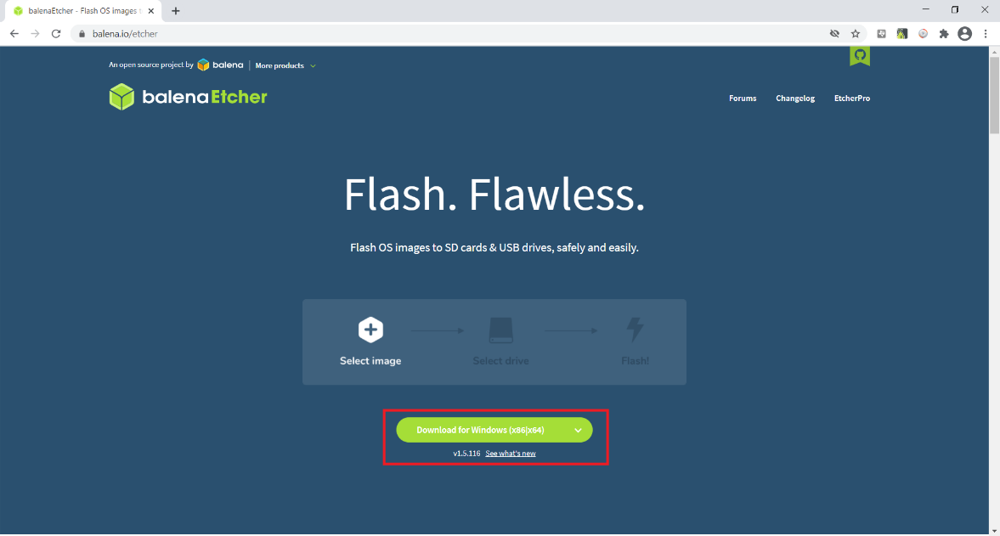 balenaEtcher - Flash OS images t
balena.io/etcher
An open source project by balena More products
balenaEtcher
Forums Changelog EtcherPro
Flash. Flawless.
Flash OS images to SD cards & USB drives, safely and easily.
Select image Select drive Flash!
Download for Windows (x86|x64)
v1.5.116 See what's new